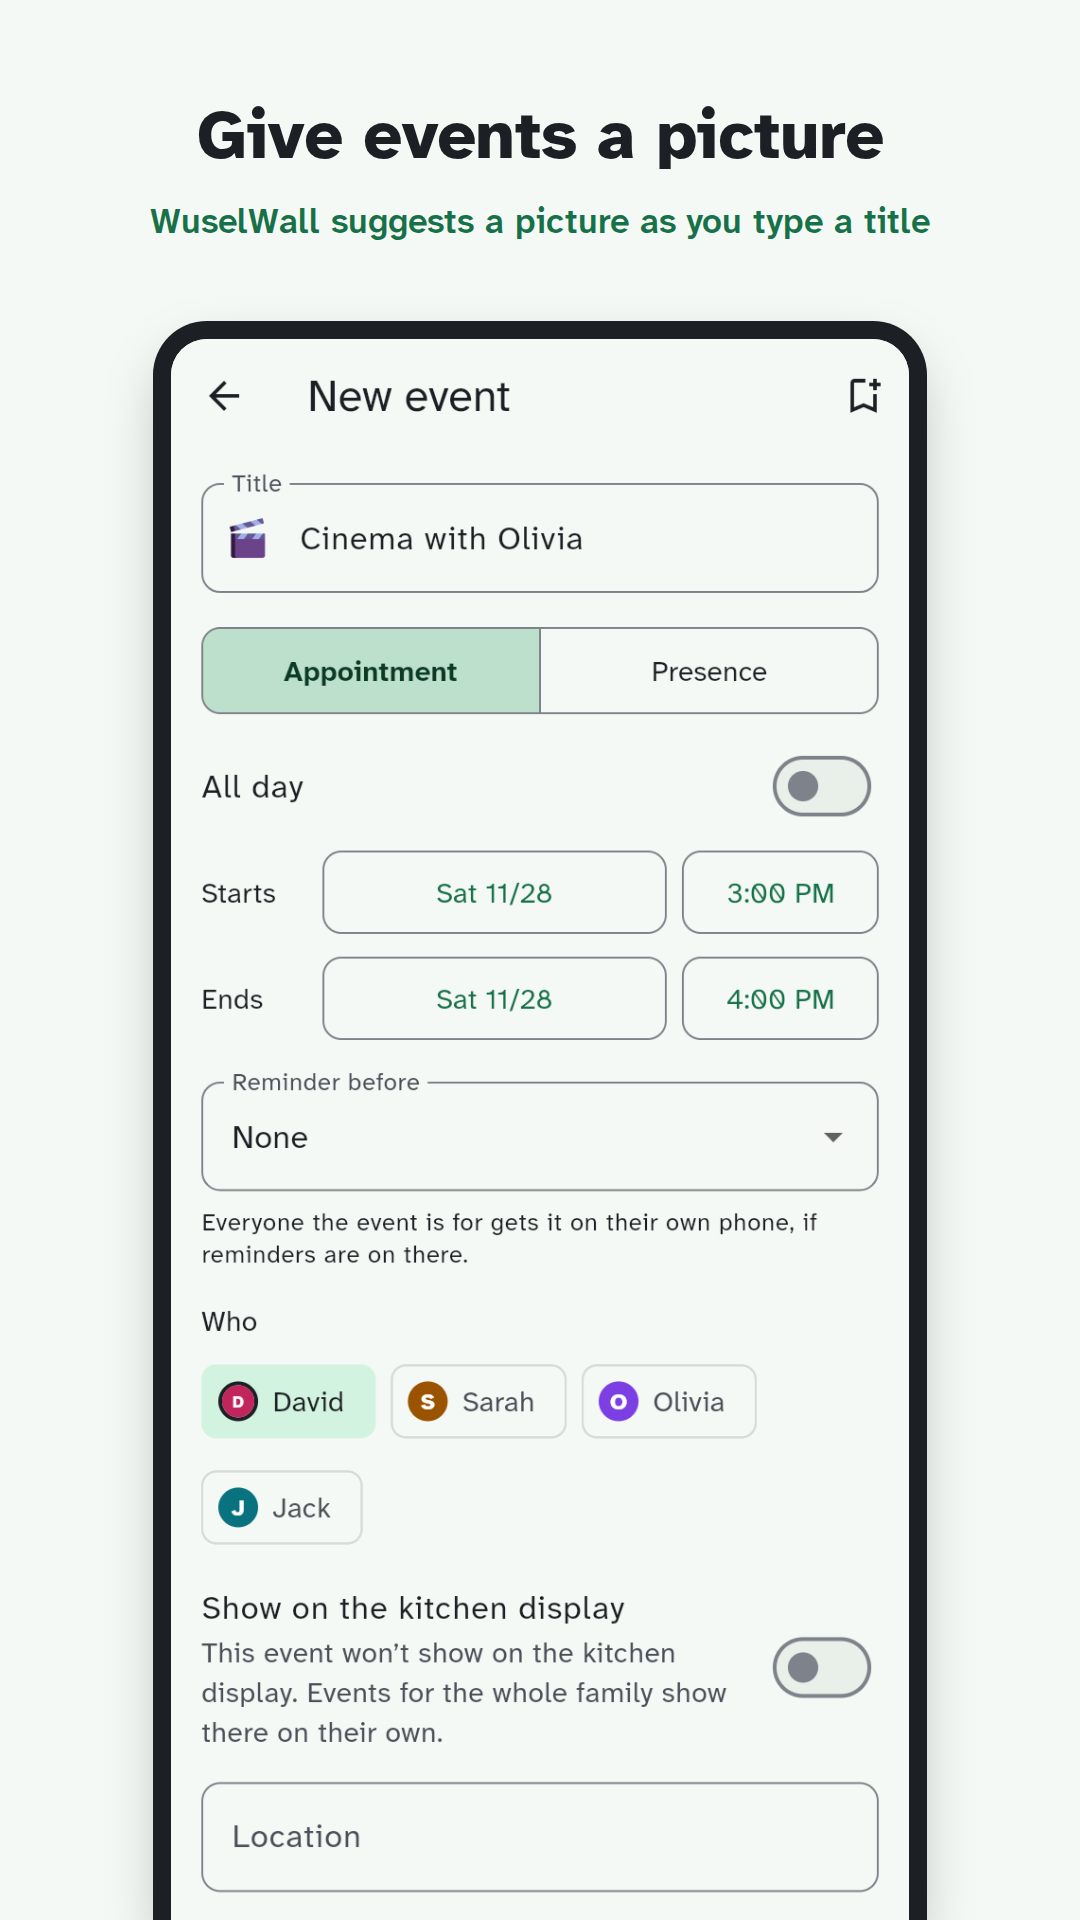 Give events a picture
WuselWall suggests a picture as you type a title
New event
Title
Cinema with Olivia
Appointment
Presence
All day
Starts
Sat 11/28
3:00 PM
Ends
Sat 11/28
4:00 PM
Reminder before
None
Everyone the event is for gets it on their own phone, if
reminders are on there.
Who
D David
S Sarah
O Olivia
J Jack
Show on the kitchen display
This event won’t show on the kitchen
display. Events for the whole family show
there on their own.
Location